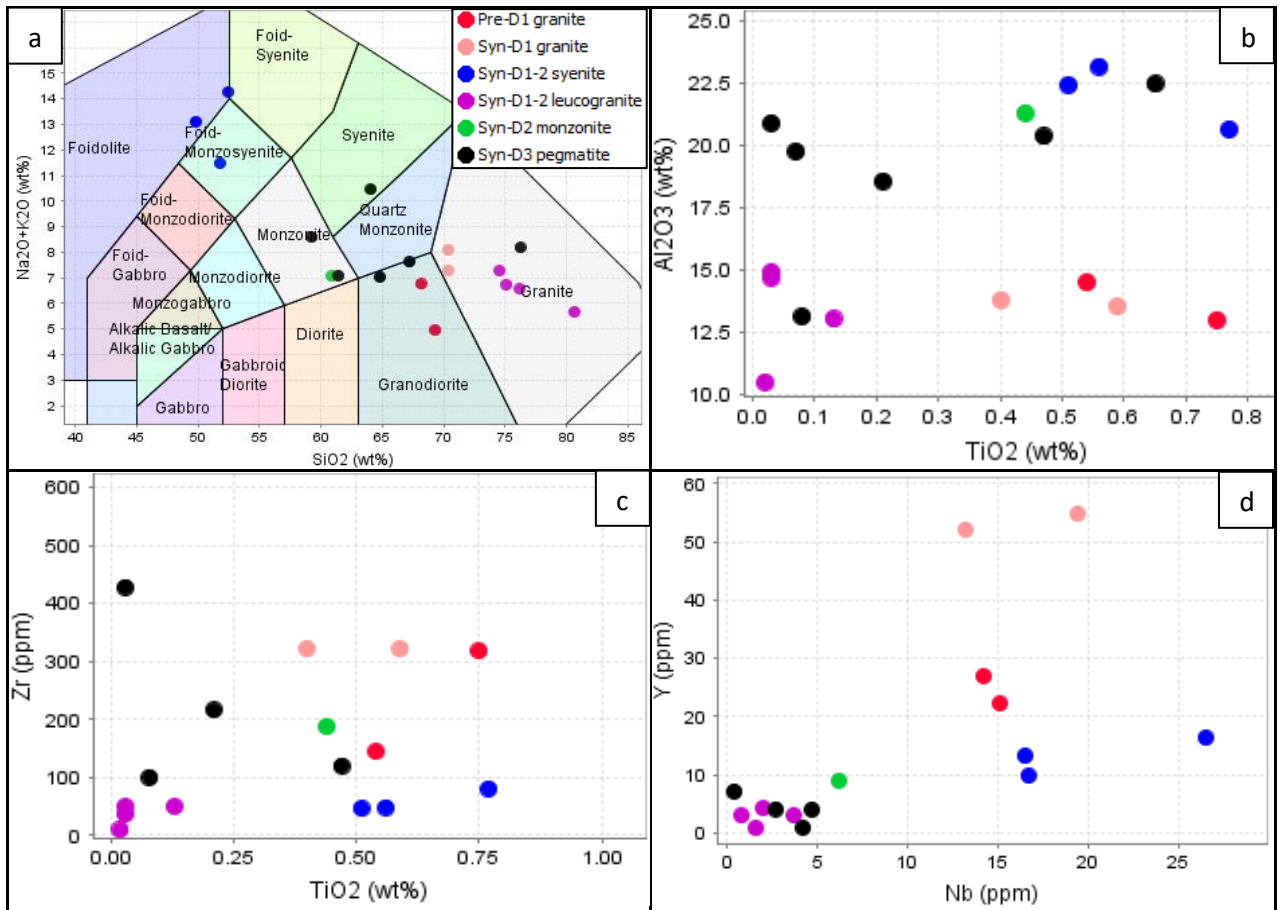 a
Foid-
Syenite
Syenite
Foidolite
Foid-
Monzosyenite
Foid-
Monzodiorite
Quartz
Monzonite
Monzonite
Foid-
Gabbro
Monzodiorite
Monzogabbro
Alkalic Basalt/
Alkalic Gabbro
Diorite
Granite
Gabbroic
Diorite
Granodiorite
Gabbro
15
14
13
12
11
10
9
8
7
6
5
4
3
2
40 45 50 55 60 65 70 75 80 85
Na2O+K2O (wt%)
SiO2 (wt%)
Pre-D1 granite
Syn-D1 granite
Syn-D1-2 syenite
Syn-D1-2 leucogranite
Syn-D2 monzonite
Syn-D3 pegmatite
b
25.0
22.5
20.0
17.5
15.0
12.5
10.0
0.0 0.1 0.2 0.3 0.4 0.5 0.6 0.7 0.8
Al2O3 (wt%)
TiO2 (wt%)
c
600
500
400
300
200
100
0
0.00 0.25 0.50 0.75 1.00
Zr (ppm)
TiO2 (wt%)
d
60
50
40
30
20
10
0
0 5 10 15 20 25
Y (ppm)
Nb (ppm)